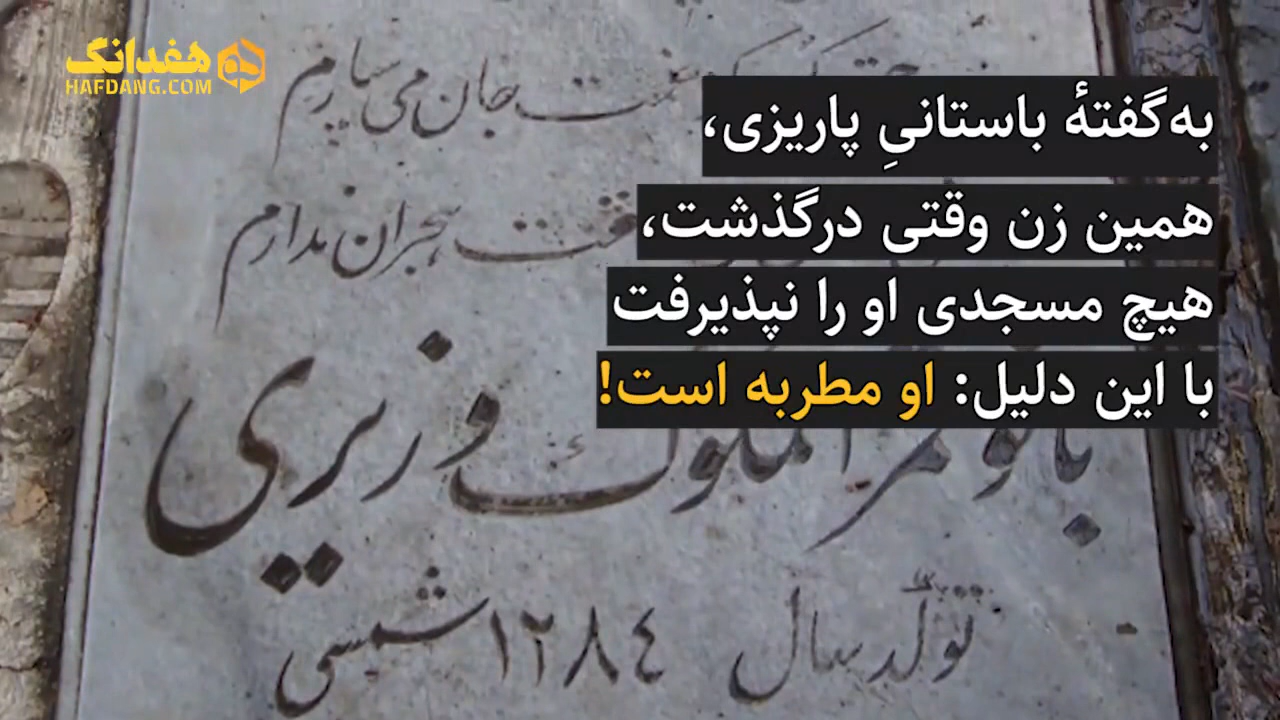 هفدانگ
HAFDANG.COM
به‌گفتهٔ باستانیِ پاریزی،
همین زن وقتی درگذشت،
هیچ مسجدی او را نپذیرفت
با این دلیل: او مطربه است!
جان می سپارم
هجران ندارم
بانو قمرالملوک وزیری
تولد سال ۱۲۸٤ شمسی